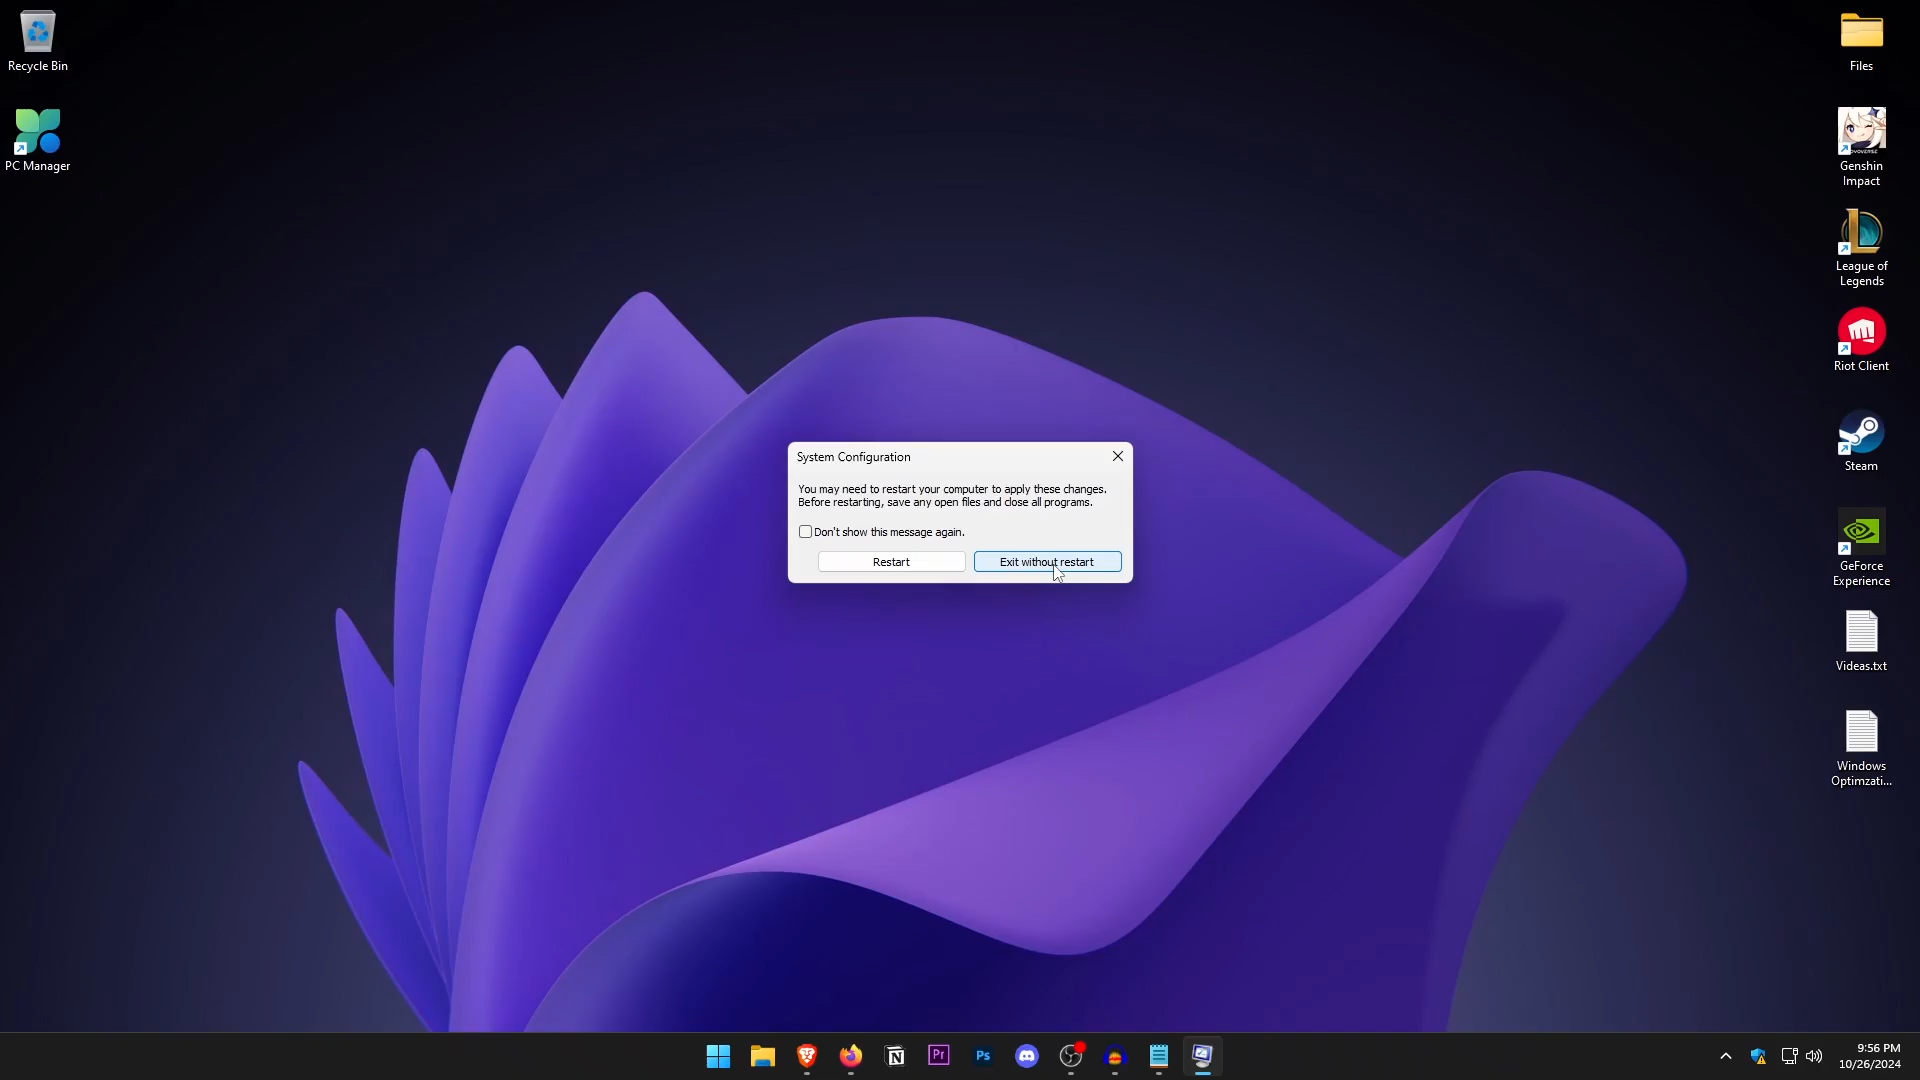 Recycle Bin
PC Manager
Files
Genshin
Impact
League of
Legends
Riot Client
Steam
GeForce
Experience
Videas.txt
Windows
Optimzati...
System Configuration
You may need to restart your computer to apply these changes.
Before restarting, save any open files and close all programs.
Don't show this message again.
Restart
Exit without restart
N
Pr
Ps
9:56 PM
10/26/2024